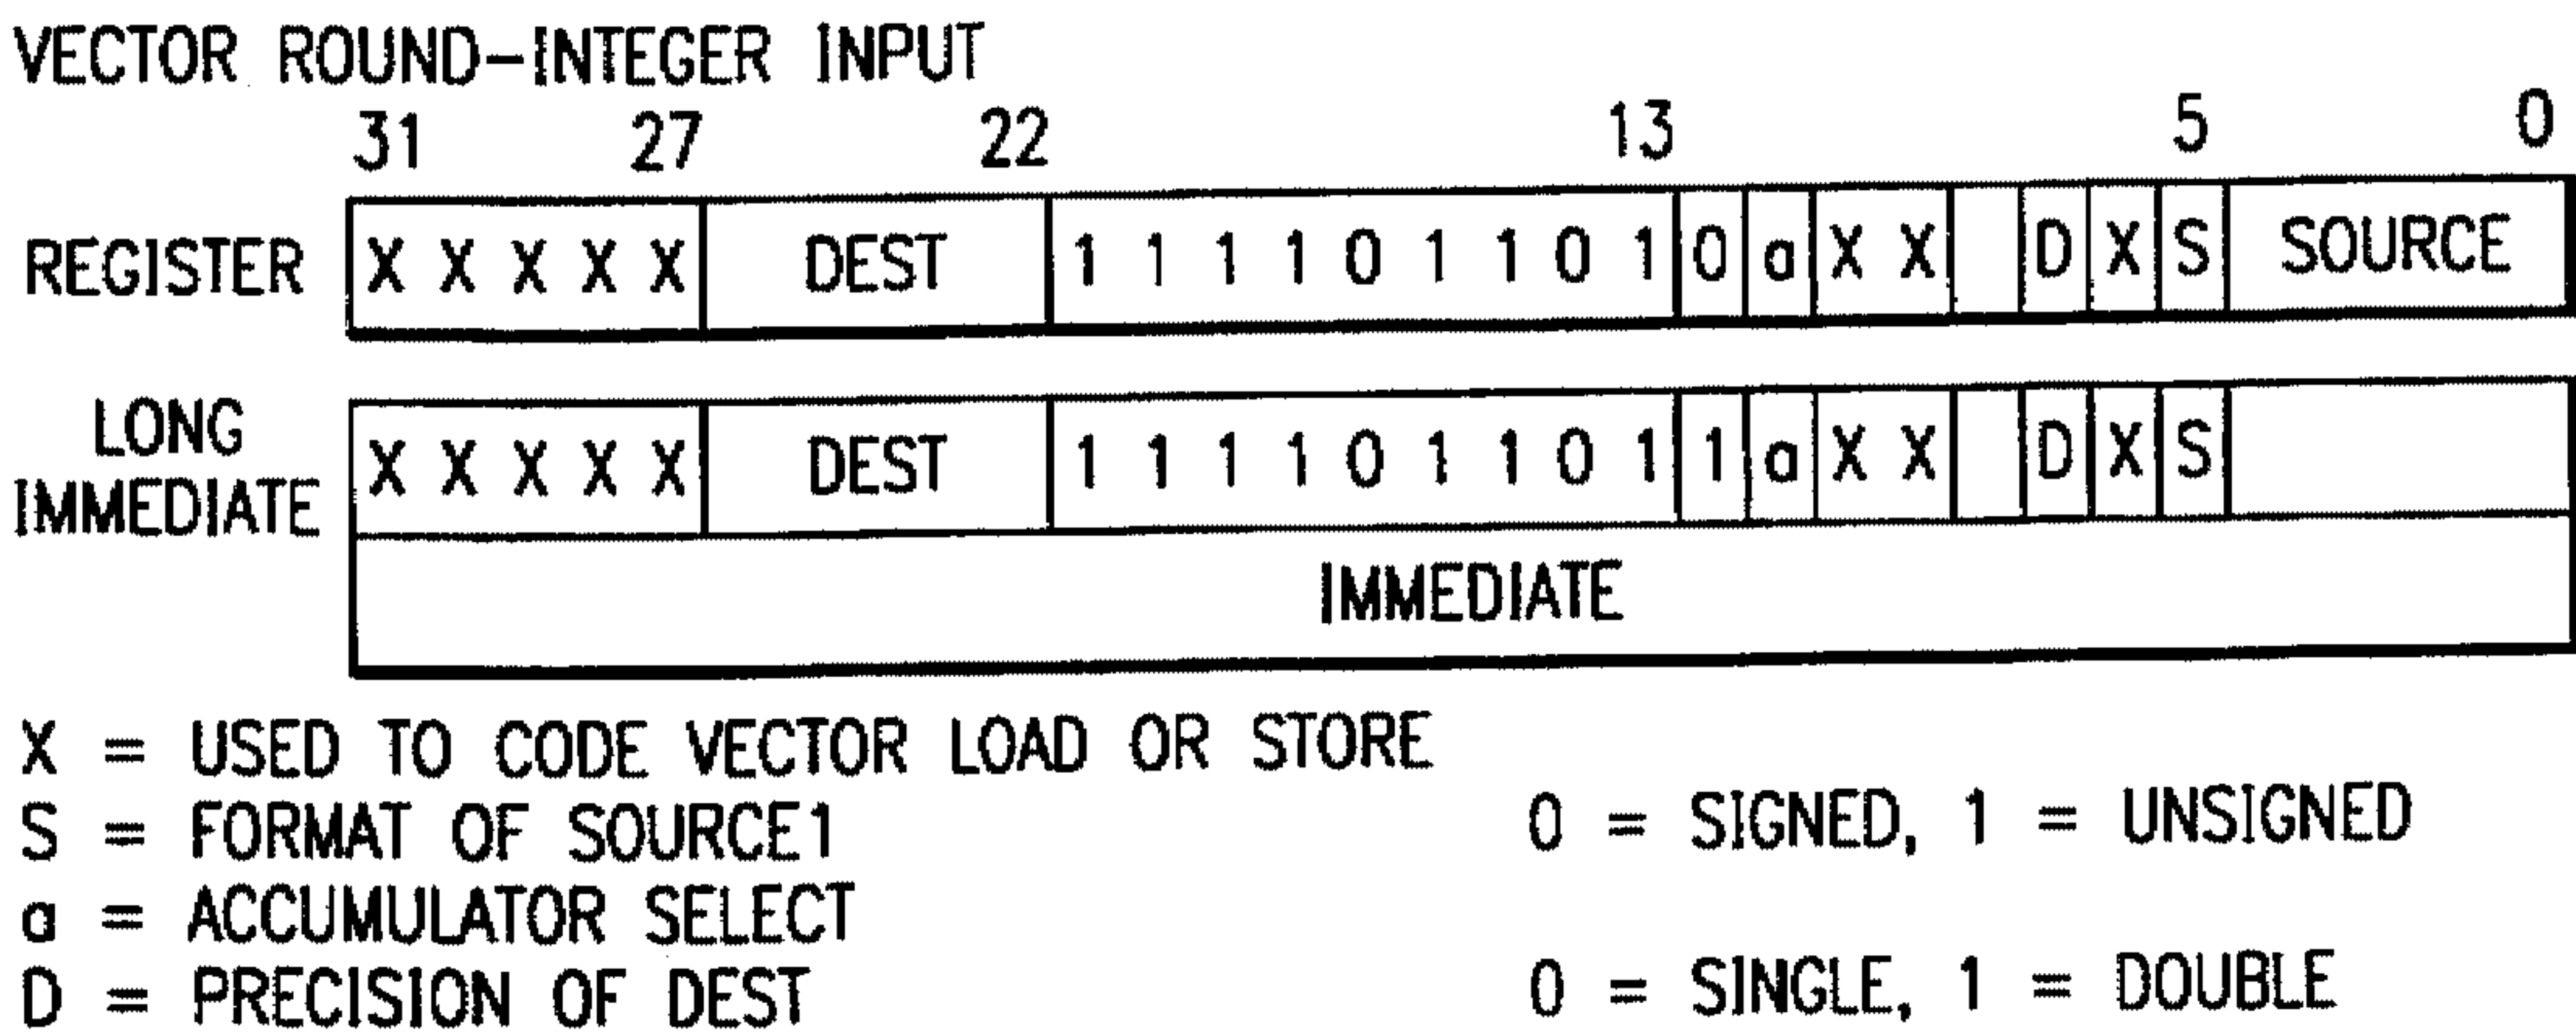 VECTOR ROUND-INTEGER INPUT
31 27 22 13 5 0
REGISTER X X X X X DEST 1 1 1 1 0 1 1 0 1 0 a X X D X S SOURCE
LONG
IMMEDIATE X X X X X DEST 1 1 1 1 0 1 1 0 1 1 a X X D X S
IMMEDIATE
X = USED TO CODE VECTOR LOAD OR STORE
S = FORMAT OF SOURCE1 0 = SIGNED, 1 = UNSIGNED
a = ACCUMULATOR SELECT
D = PRECISION OF DEST 0 = SINGLE, 1 = DOUBLE